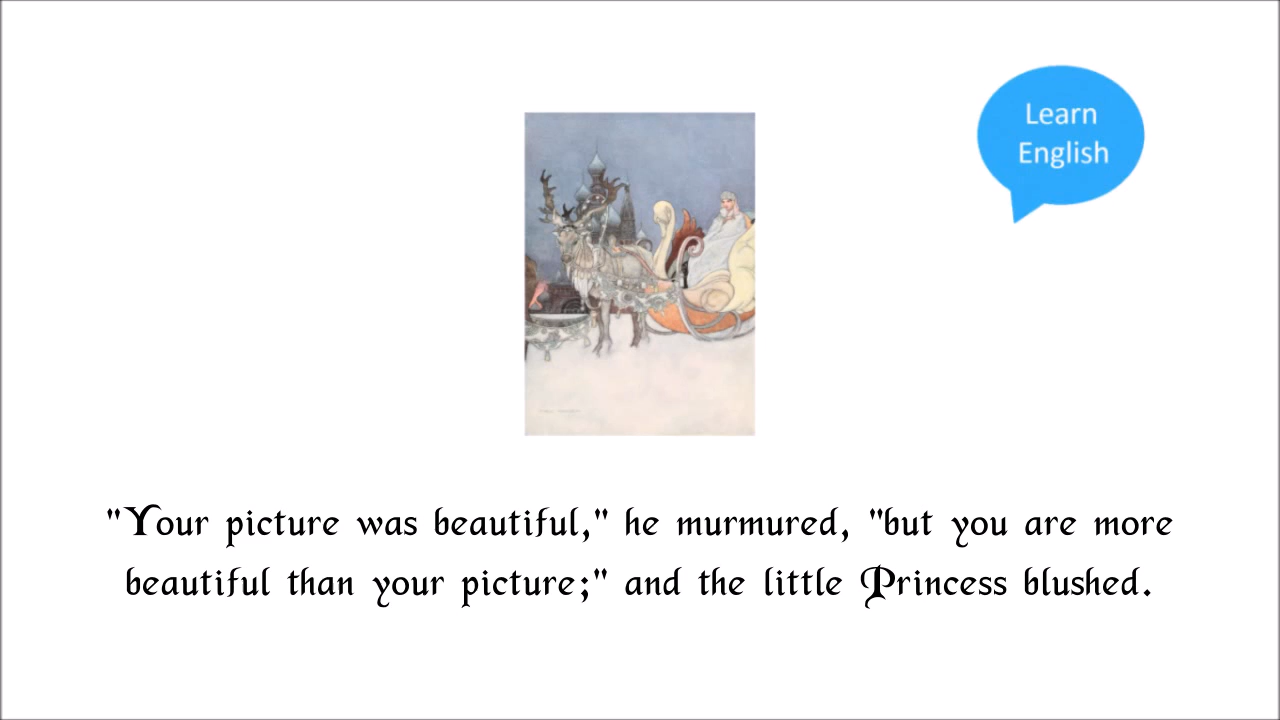 Learn
English
"Your picture was beautiful," he murmured, "but you are more
beautiful than your picture;" and the little Princess blushed.